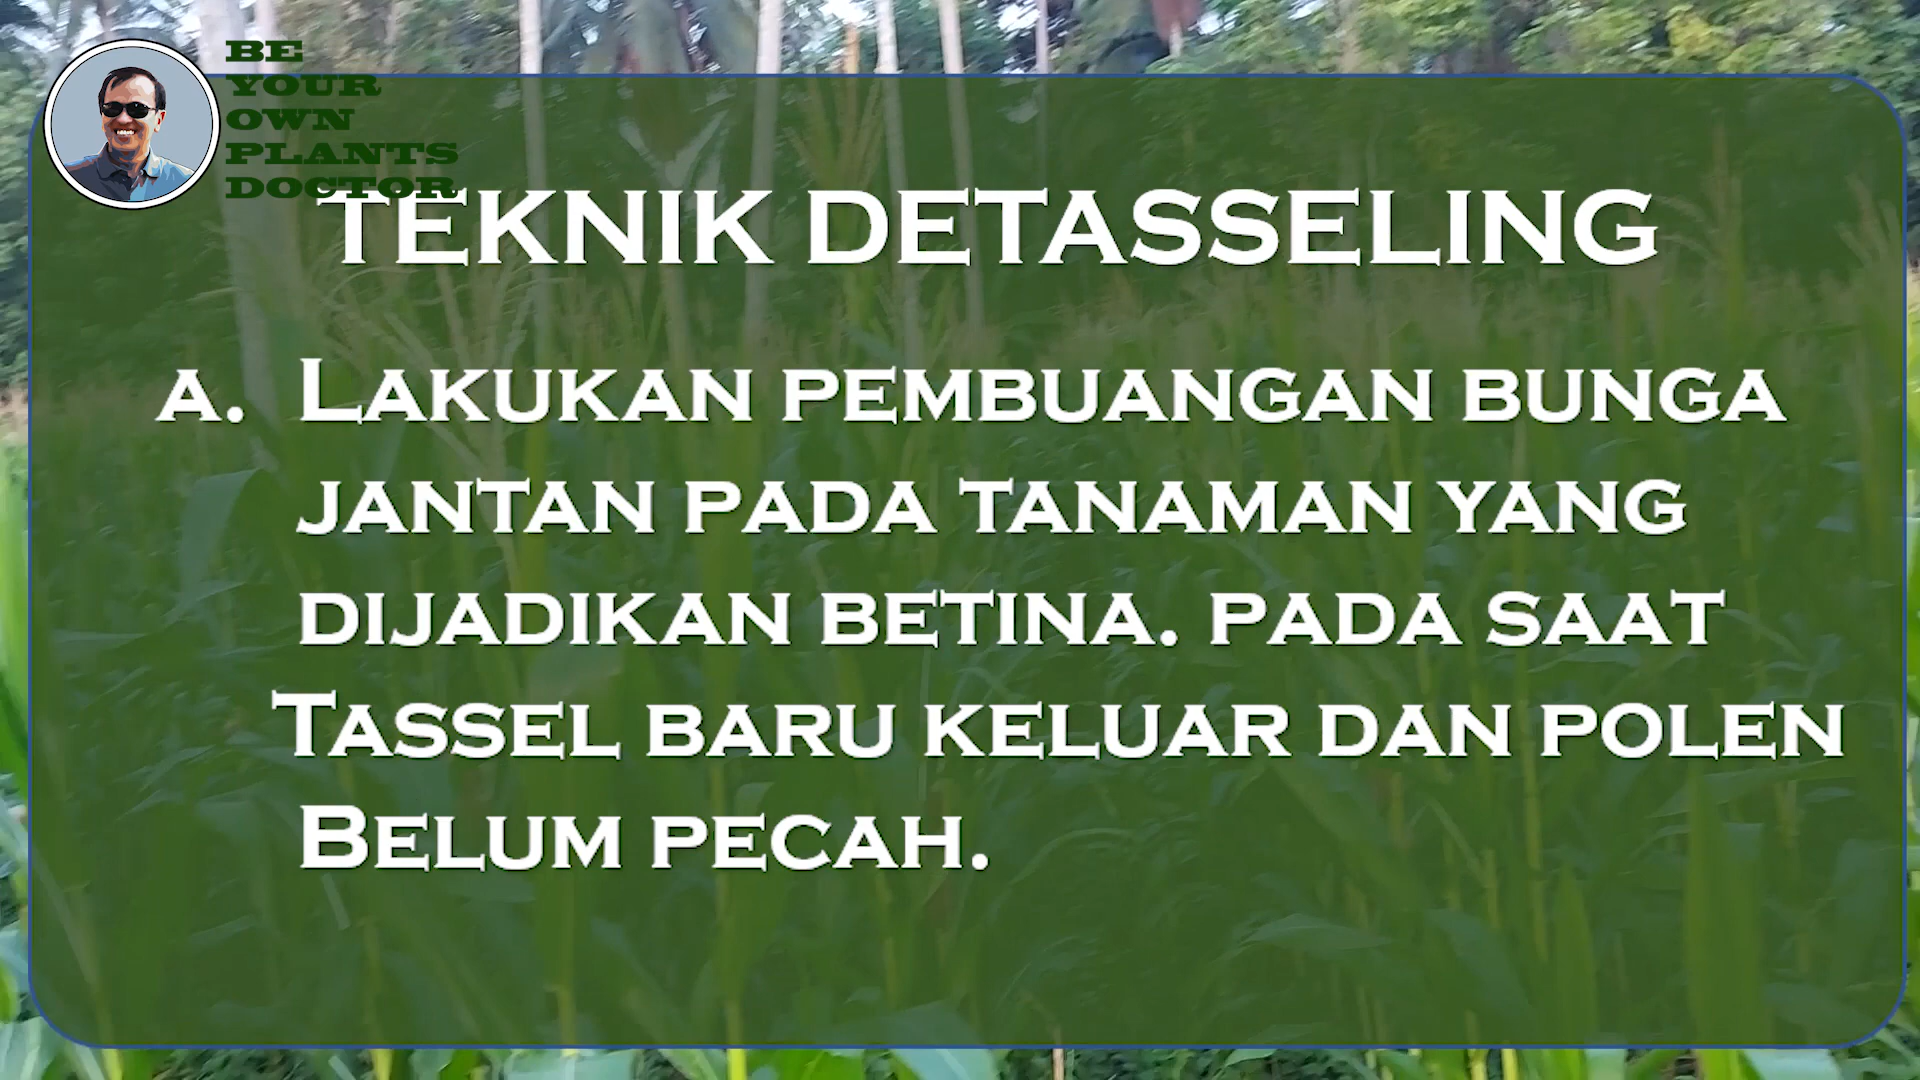 BE
YOUR
OWN
PLANTS
DOCTOR
TEKNIK DETASSELING
A. LAKUKAN PEMBUANGAN BUNGA
JANTAN PADA TANAMAN YANG
DIJADIKAN BETINA. PADA SAAT
TASSEL BARU KELUAR DAN POLEN
BELUM PECAH.